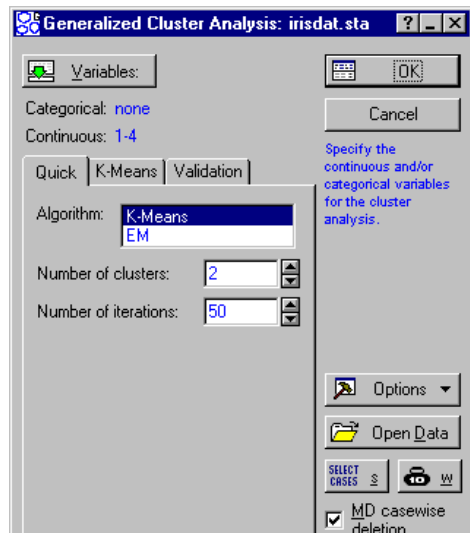 Generalized Cluster Analysis: irisdat.sta
Variables:
Categorical: none
Continuous: 1-4
Quick
K-Means
Validation
Algorithm:
K-Means
EM
Number of clusters: 2
Number of iterations: 50
OK
Cancel
Specify the
continuous and/or
categorical variables
for the cluster
analysis.
Options
Open Data
SELECT
CASES S
W
MD casewise
deletion